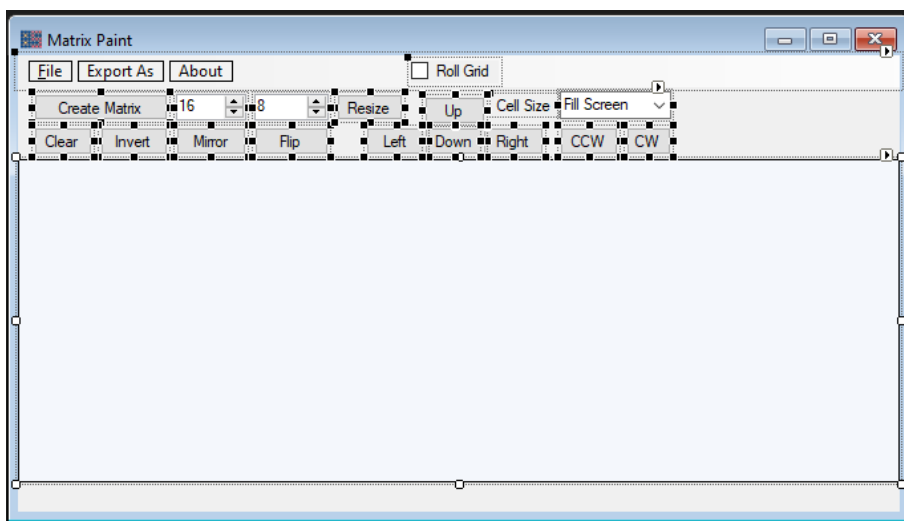 Matrix Paint
File Export As About Roll Grid
Create Matrix 16 8 Resize Up Cell Size Fill Screen
Clear Invert Mirror Flip Left Down Right CCW CW